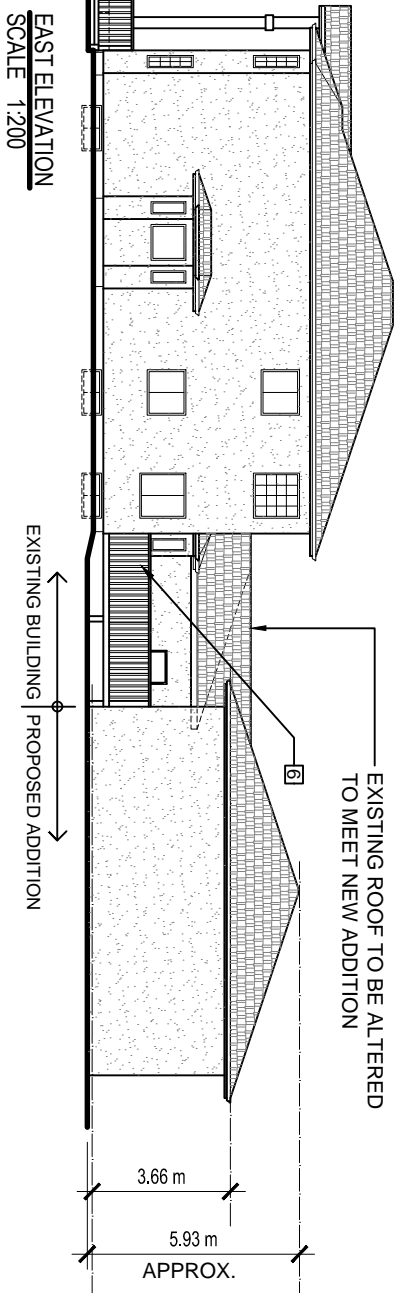 EXISTING ROOF TO BE ALTERED
TO MEET NEW ADDITION
6
3.66 m
5.93 m
APPROX.
EXISTING BUILDING
PROPOSED ADDITION
EAST ELEVATION
SCALE 1:200